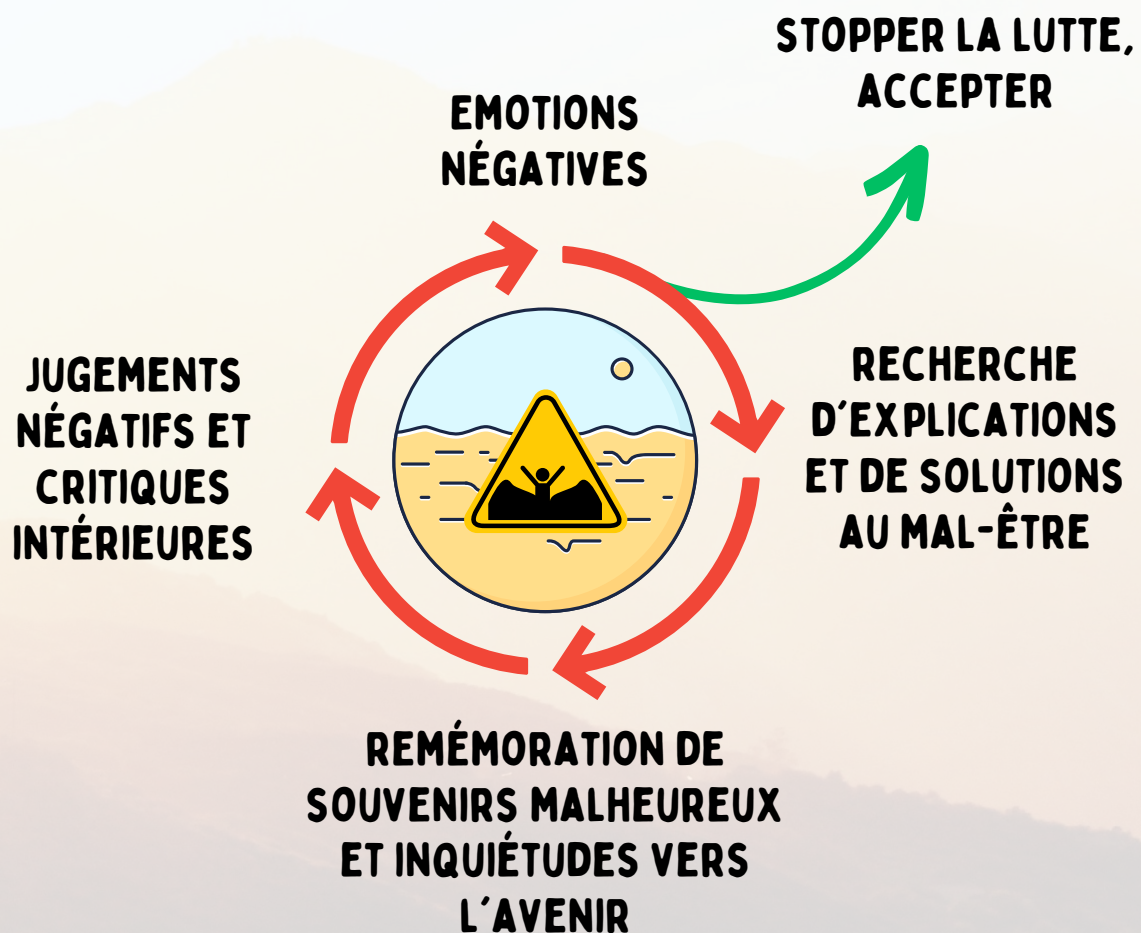 STOPPER LA LUTTE,
ACCEPTER
EMOTIONS
NÉGATIVES
JUGEMENTS
NÉGATIFS ET
CRITIQUES
INTÉRIEURES
RECHERCHE
D'EXPLICATIONS
ET DE SOLUTIONS
AU MAL-ÊTRE
REMÉMORATION DE
SOUVENIRS MALHEUREUX
ET INQUIÉTUDES VERS
L'AVENIR